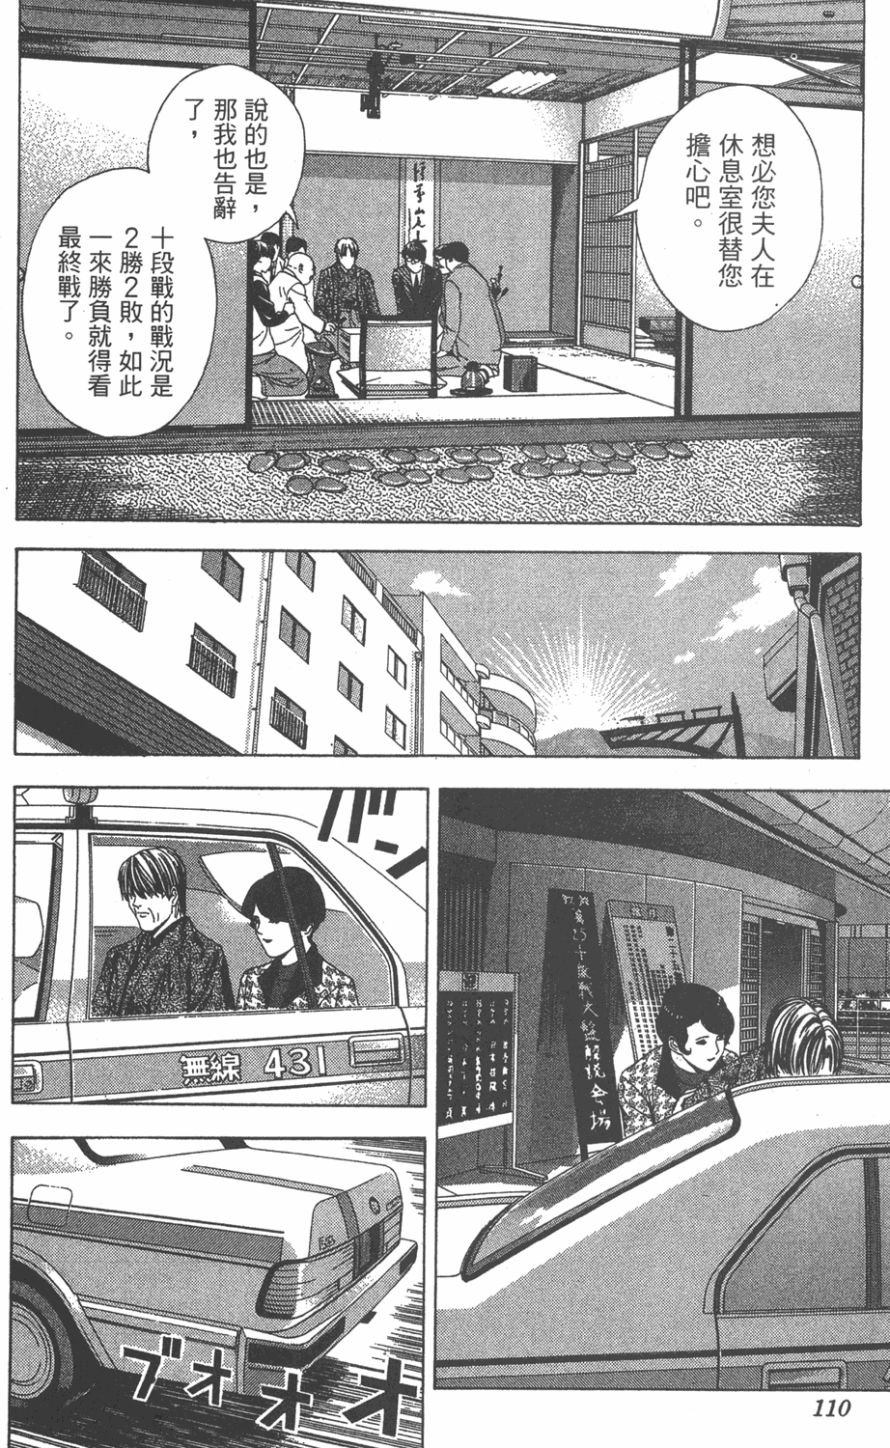 想必您夫人在
休息室很替您
擔心吧。
說的也是，
那我也告辭
了，
十段戰的戰況是
2勝2敗，如此
一來勝負就得看
最終戰了。
バーン
無線 431
ブオオオ
110